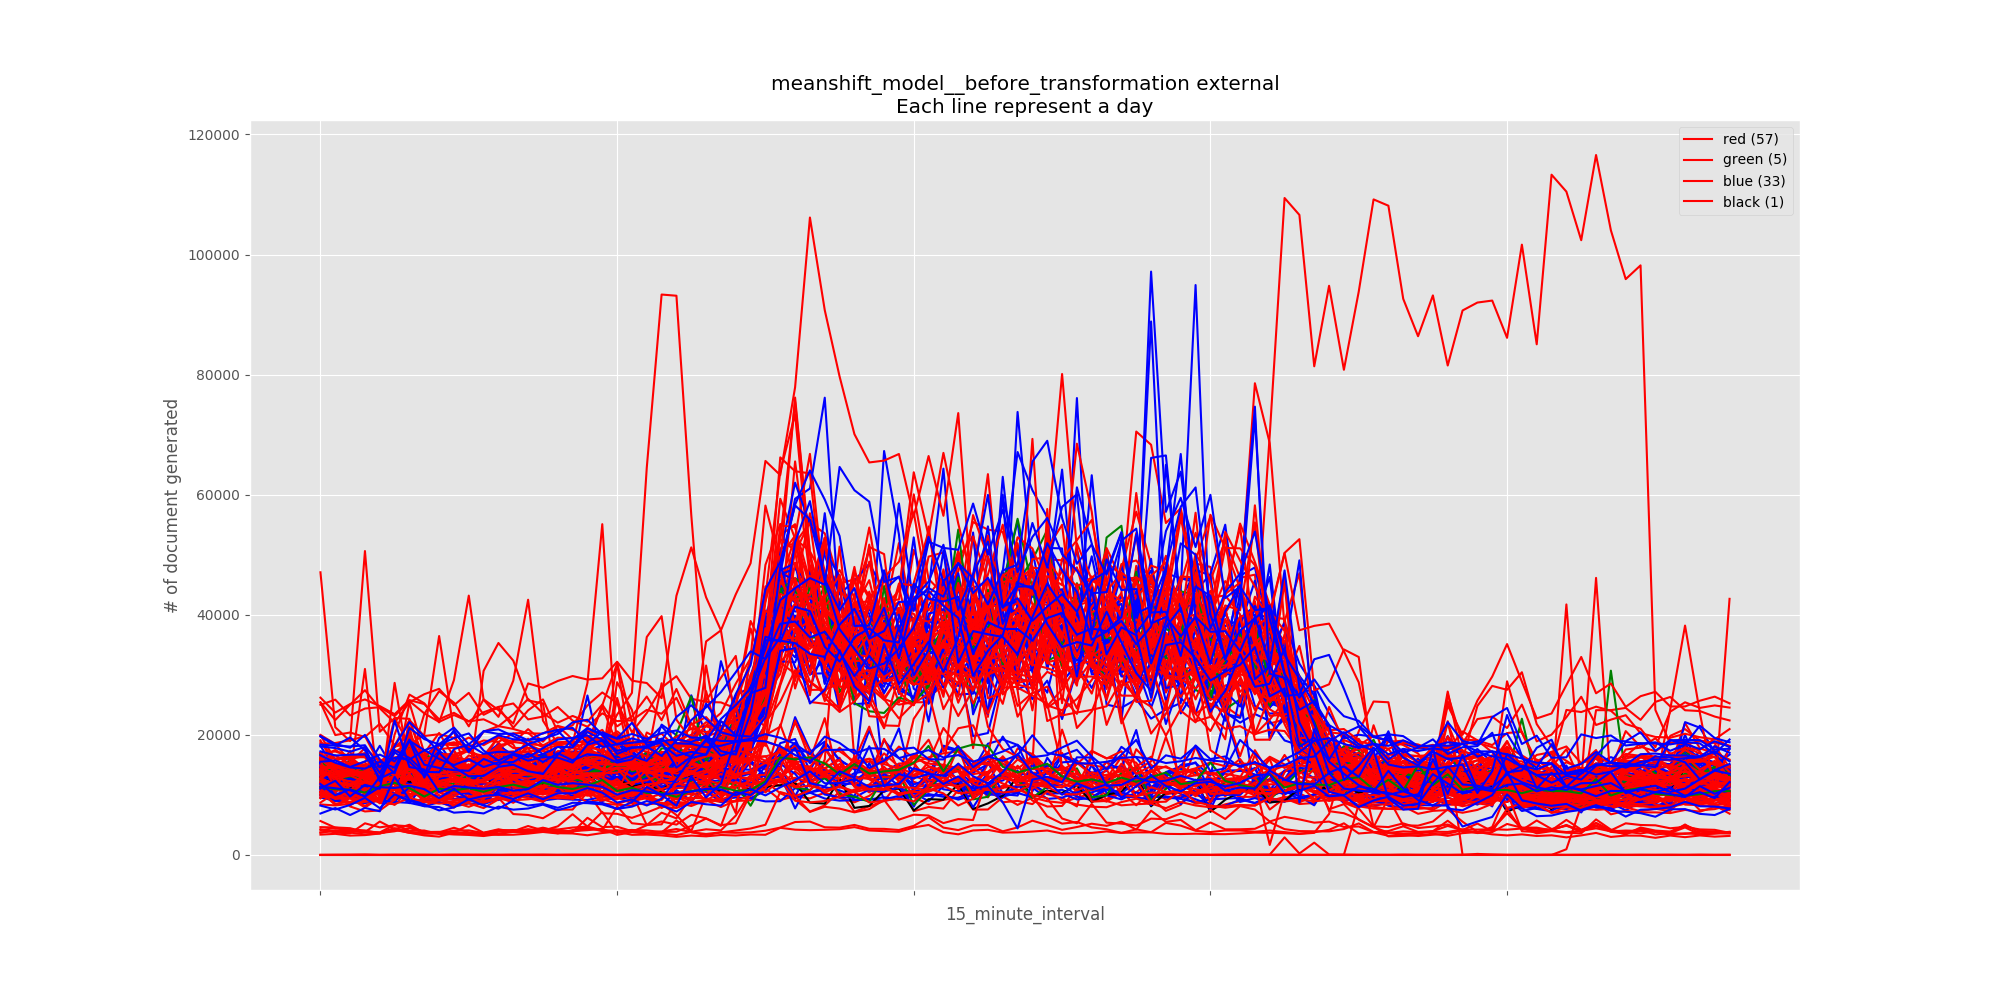 meanshift_model__before_transformation external
Each line represent a day
120000
100000
80000
60000
40000
20000
0
# of document generated
15_minute_interval
red (57)
green (5)
blue (33)
black (1)